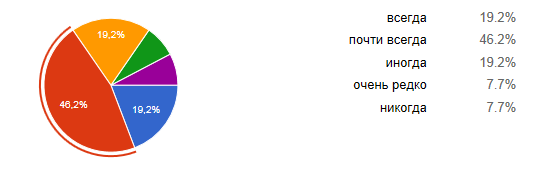 19,2%
46,2%
19,2%
всегда 19.2%
почти всегда 46.2%
иногда 19.2%
очень редко 7.7%
никогда 7.7%